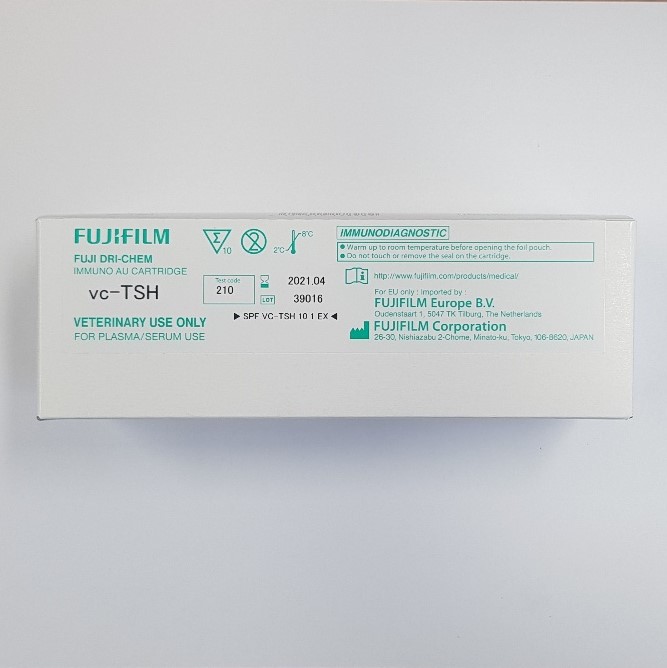 FUJIFILM
FUJI DRI-CHEM
IMMUNO AU CARTRIDGE
vc-TSH
VETERINARY USE ONLY
FOR PLASMA/SERUM USE
Σ
10
2
2°C
8°C
Test code
210
2021.04
LOT
39016
▶ SPF VC-TSH 10 1 EX ◀
IMMUNODIAGNOSTIC
● Warm up to room temperature before opening the foil pouch.
● Do not touch or remove the seal on the cartridge.
i
http://www.fujifilm.com/products/medical/
For EU only : Imported by :
FUJIFILM Europe B.V.
Oudenstaart 1, 5047 TK Tilburg, The Netherlands
FUJIFILM Corporation
26-30, Nishiazabu 2-Chome, Minato-ku, Tokyo, 106-8620, JAPAN